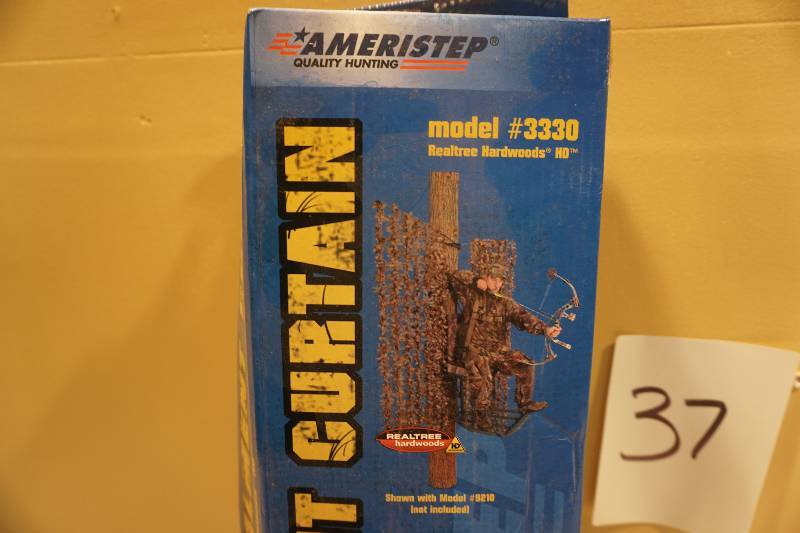 AMERISTEP®
QUALITY HUNTING
model #3330
Realtree Hardwoods® HD™
CURTAIN
REALTREE
hardwoods
HD
Shown with Model #9210
(not included)
37